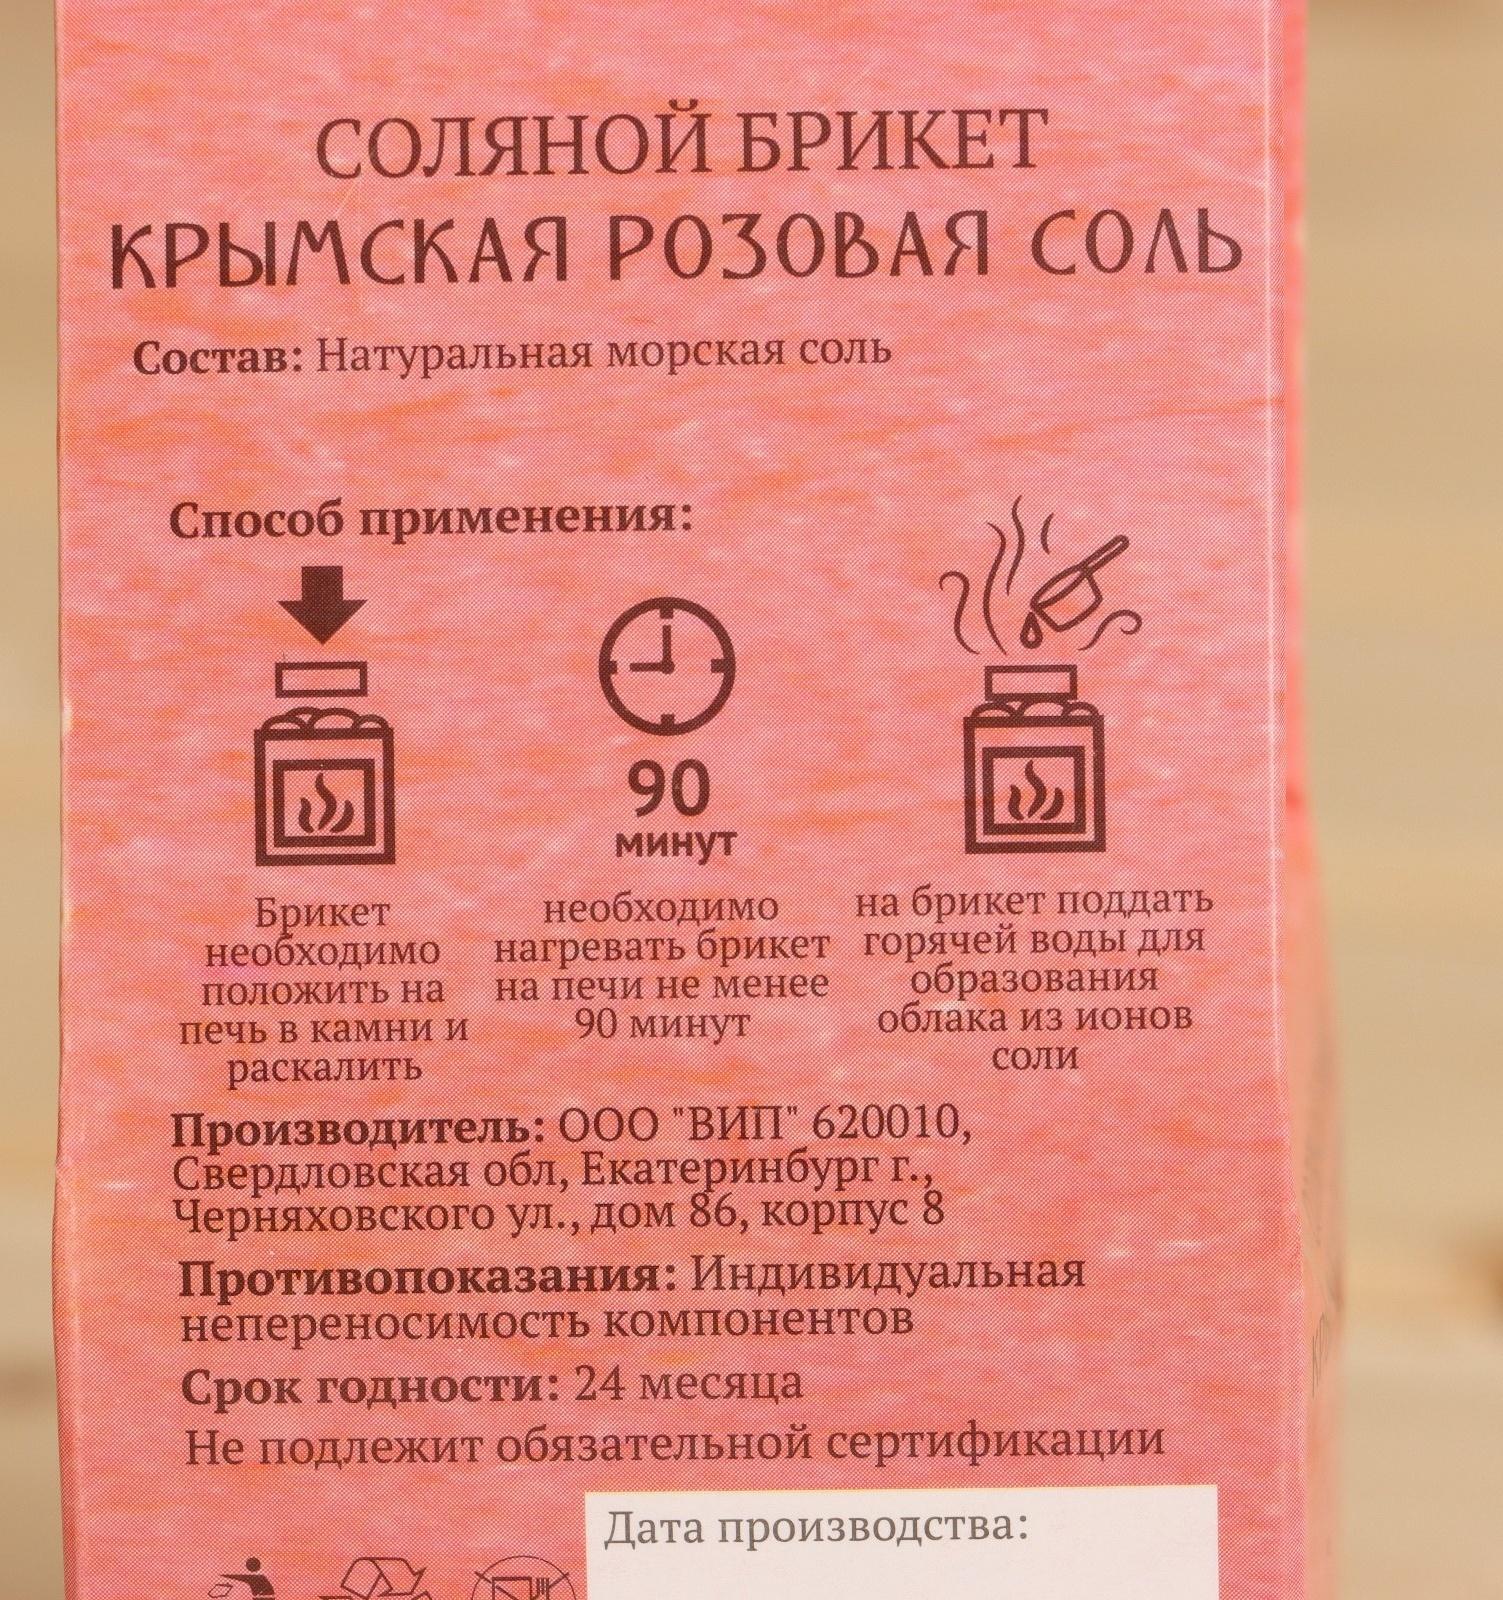 СОЛЯНОЙ БРИКЕТ
КРЫМСКАЯ РОЗОВАЯ СОЛЬ
Состав: Натуральная морская соль
Способ применения:
90
минут
Брикет
необходимо
положить на
печь в камни и
раскалить
необходимо
нагревать брикет
на печи не менее
90 минут
на брикет поддать
горячей воды для
образования
облака из ионов
соли
Производитель: ООО "ВИП" 620010,
Свердловская обл, Екатеринбург г.,
Черняховского ул., дом 86, корпус 8
Противопоказания: Индивидуальная
непереносимость компонентов
Срок годности: 24 месяца
Не подлежит обязательной сертификации
Дата производства: